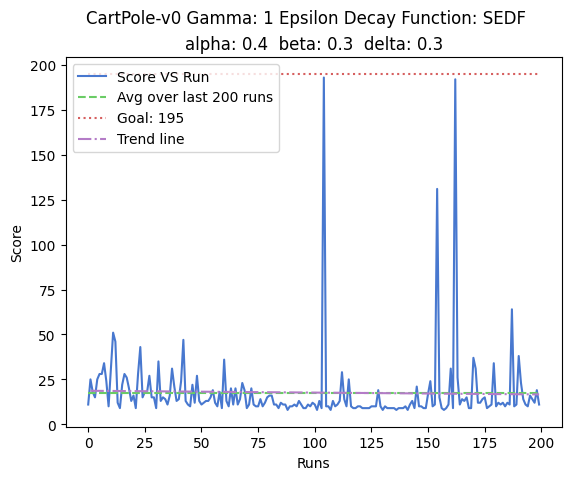 CartPole-v0 Gamma: 1 Epsilon Decay Function: SEDF
alpha: 0.4  beta: 0.3  delta: 0.3
Score VS Run
Avg over last 200 runs
Goal: 195
Trend line
200
175
150
125
100
75
50
25
0
Score
0 25 50 75 100 125 150 175 200
Runs